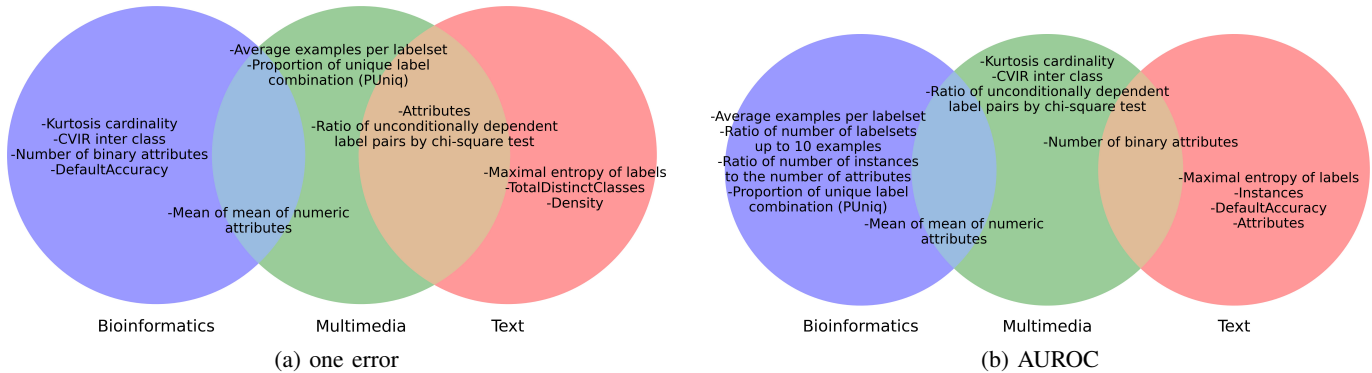 -Average examples per labelset
-Proportion of unique label
combination (PUniq)
-Attributes
-Ratio of unconditionally dependent
label pairs by chi-square test
-Kurtosis cardinality
-CVIR inter class
-Number of binary attributes
-DefaultAccuracy
-Maximal entropy of labels
-TotalDistinctClasses
-Density
-Mean of mean of numeric
attributes
Bioinformatics
Multimedia
Text
(a) one error
-Kurtosis cardinality
-CVIR inter class
-Ratio of unconditionally dependent
label pairs by chi-square test
-Average examples per labelset
-Ratio of number of labelsets
up to 10 examples
-Ratio of number of instances
to the number of attributes
-Proportion of unique label
combination (PUniq)
-Number of binary attributes
-Maximal entropy of labels
-Instances
-DefaultAccuracy
-Attributes
-Mean of mean of numeric
attributes
Bioinformatics
Multimedia
Text
(b) AUROC